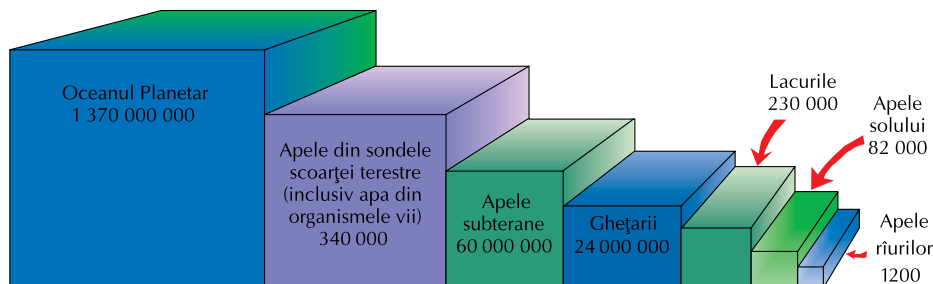 Oceanul Planetar
1 370 000 000
Apele din sondele
scoarţei terestre
(inclusiv apa din
organismele vii)
340 000
Apele
subterane
60 000 000
Gheţarii
24 000 000
Lacurile
230 000
Apele
solului
82 000
Apele
rîurilor
1200